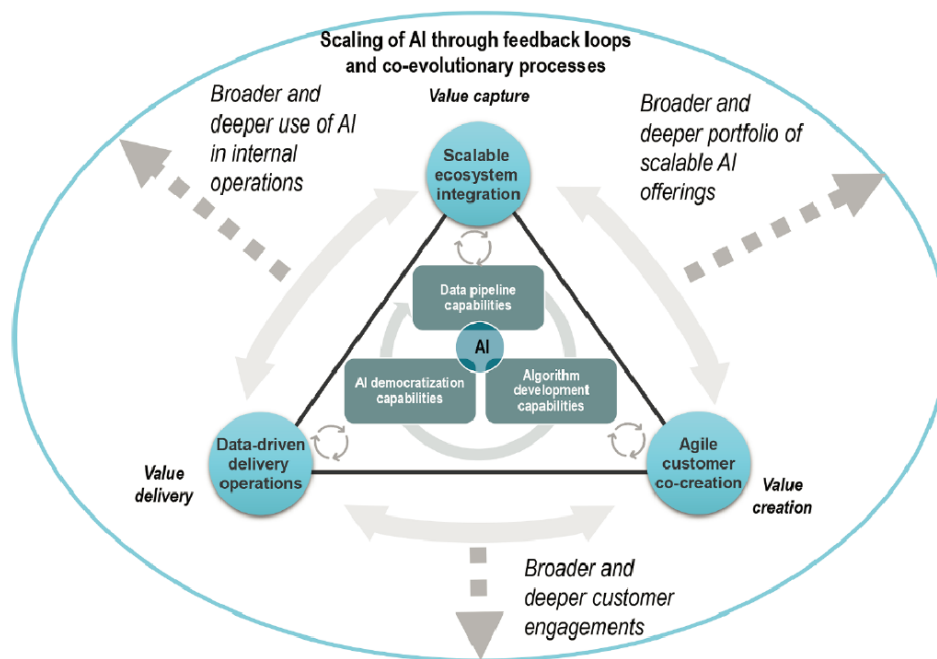 Scaling of AI through feedback loops
and co-evolutionary processes
Value capture
Broader and
deeper use of AI
in internal
operations
Broader and
deeper portfolio of
scalable AI
offerings
Scalable
ecosystem
integration
Data pipeline
capabilities
AI
AI democratization
capabilities
Algorithm
development
capabilities
Data-driven
delivery
operations
Value
delivery
Agile
customer
co-creation
Value
creation
Broader and
deeper customer
engagements